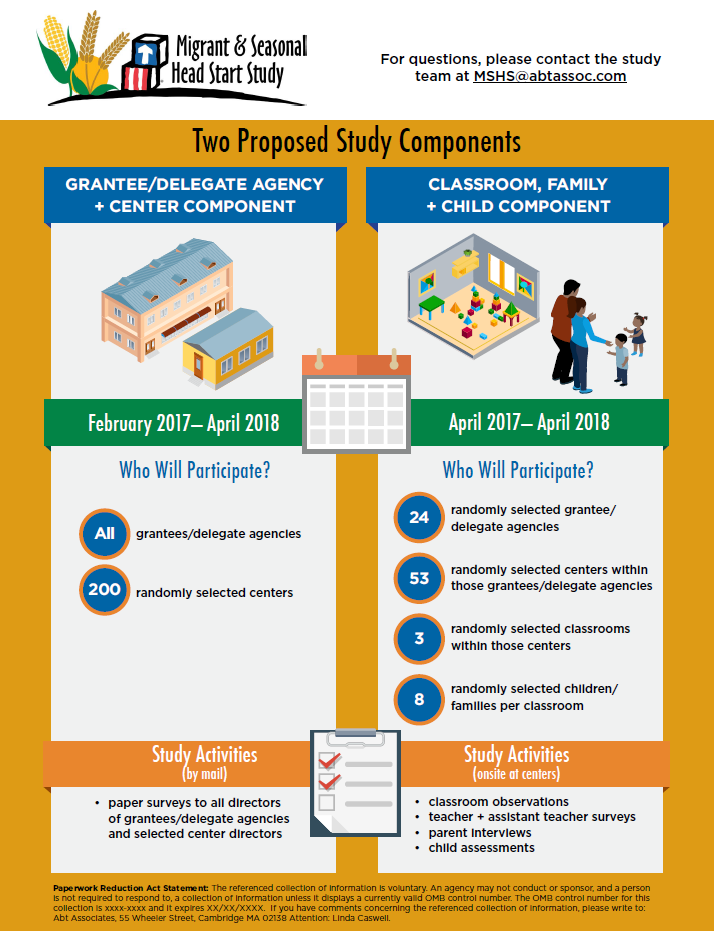 Migrant & Seasonal
Head Start Study
For questions, please contact the study
team at MSHS@abtassoc.com
Two Proposed Study Components
GRANTEE/DELEGATE AGENCY
+ CENTER COMPONENT
February 2017– April 2018
Who Will Participate?
All grantees/delegate agencies
200 randomly selected centers
Study Activities
(by mail)
• paper surveys to all directors
of grantees/delegate agencies
and selected center directors
CLASSROOM, FAMILY
+ CHILD COMPONENT
April 2017– April 2018
Who Will Participate?
24 randomly selected grantee/
delegate agencies
53 randomly selected centers within
those grantees/delegate agencies
3 randomly selected classrooms
within those centers
8 randomly selected children/
families per classroom
Study Activities
(onsite at centers)
• classroom observations
• teacher + assistant teacher surveys
• parent interviews
• child assessments
Paperwork Reduction Act Statement: The referenced collection of information is voluntary. An agency may not conduct or sponsor, and a person
is not required to respond to, a collection of information unless it displays a currently valid OMB control number. The OMB control number for this
collection is xxxx-xxxx and it expires XX/XX/XXXX. If you have comments concerning the referenced collection of information, please write to:
Abt Associates, 55 Wheeler Street, Cambridge MA 02138 Attention: Linda Caswell.